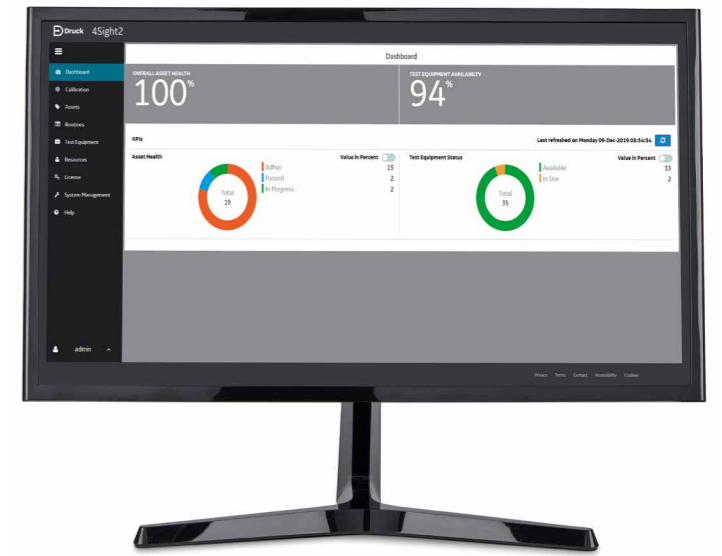 Druck 4Sight2
Dashboard
Dashboard
Calibration
Assets
Routines
Test Equipment
Resources
License
System Management
Help
admin
OVERALL ASSET HEALTH
100%
TEST EQUIPMENT AVAILABILTY
94%
KPIs
Last refreshed on Monday 09-Dec-2019 08:54:54
Asset Health
Value in Percent
Total
19
Adhoc 15
Passed 2
In Progress 2
Test Equipment Status
Value in Percent
Total
35
Available 33
In Use 2
Privacy Terms Contact Accessibility Cookies